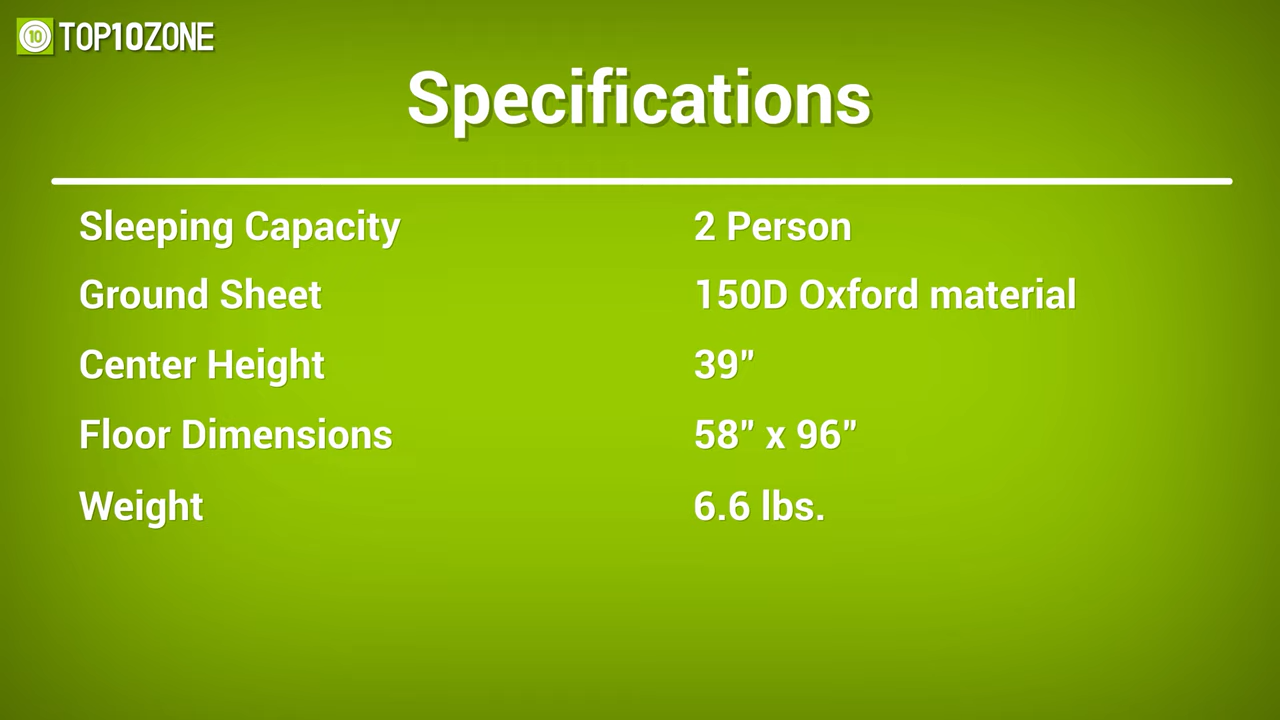 TOP10ZONE
Specifications
Sleeping Capacity 2 Person
Ground Sheet 150D Oxford material
Center Height 39”
Floor Dimensions 58” x 96”
Weight 6.6 lbs.